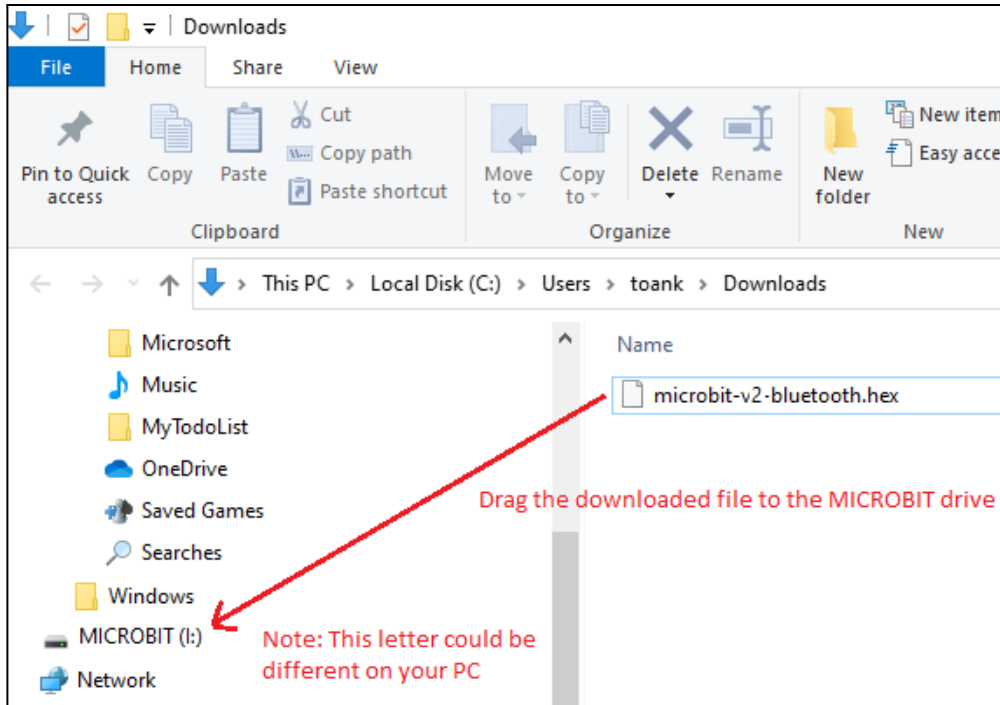 Downloads
File Home Share View
Pin to Quick access
Copy
Paste
Cut
Copy path
Paste shortcut
Clipboard
Move to
Copy to
Delete
Rename
Organize
New folder
New item
Easy acce
New
This PC > Local Disk (C:) > Users > toank > Downloads
Microsoft
Music
MyTodoList
OneDrive
Saved Games
Searches
Windows
MICROBIT (I:)
Network
Name
microbit-v2-bluetooth.hex
Drag the downloaded file to the MICROBIT drive
Note: This letter could be
different on your PC